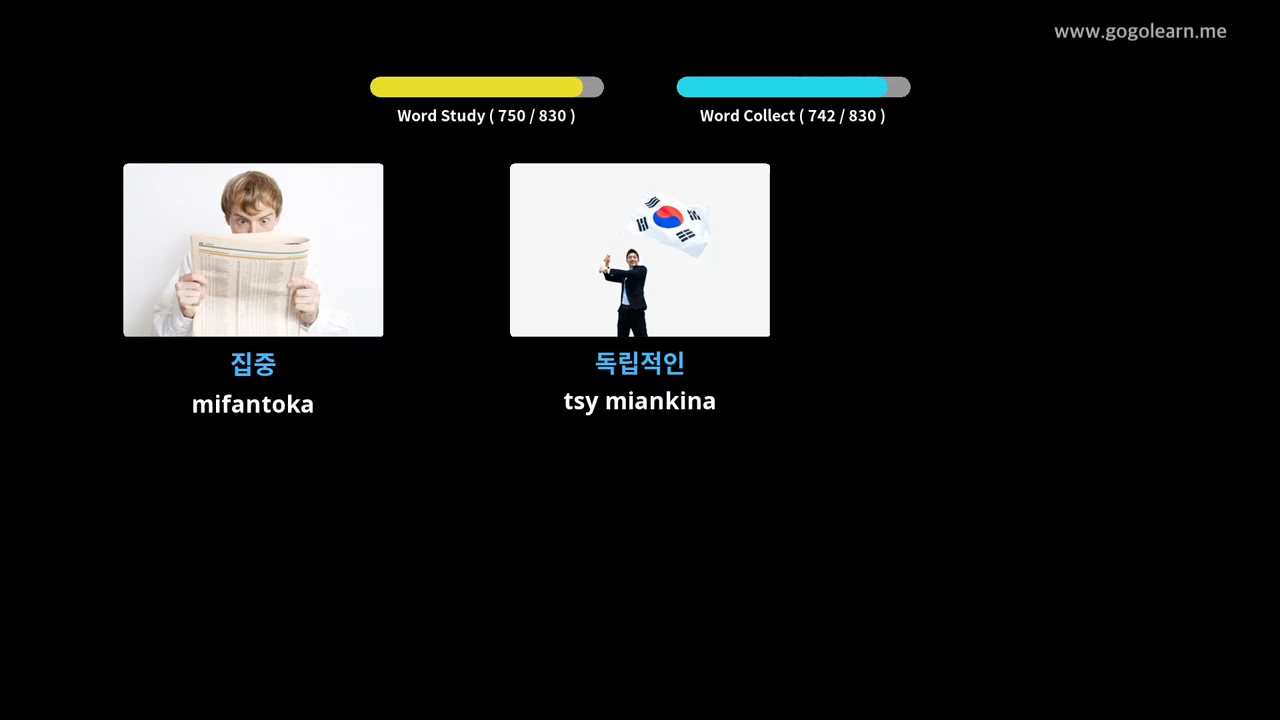 www.gogolearn.me
Word Study ( 750 / 830 )
Word Collect ( 742 / 830 )
집중
mifantoka
독립적인
tsy miankina